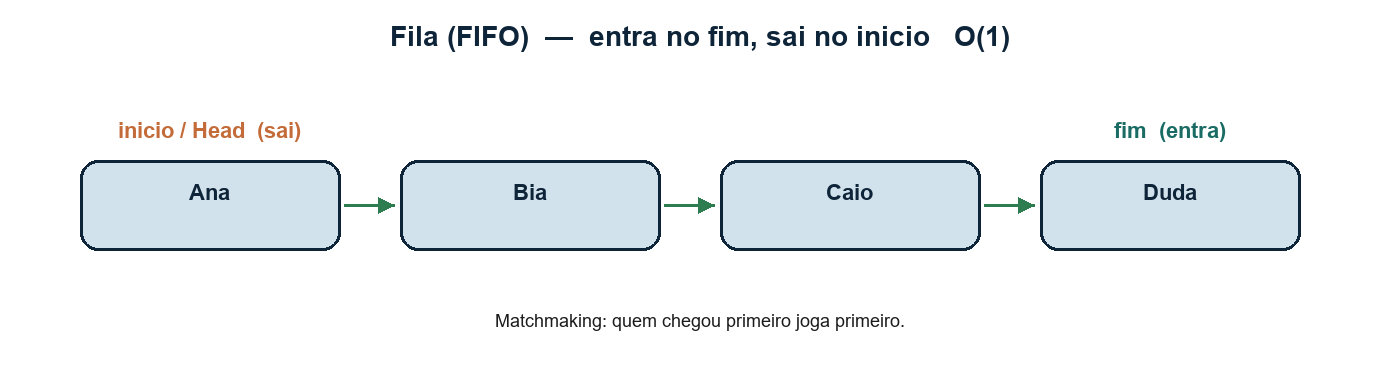 Fila (FIFO) — entra no fim, sai no inicio O(1)
inicio / Head (sai)
fim (entra)
Ana
Bia
Caio
Duda
Matchmaking: quem chegou primeiro joga primeiro.